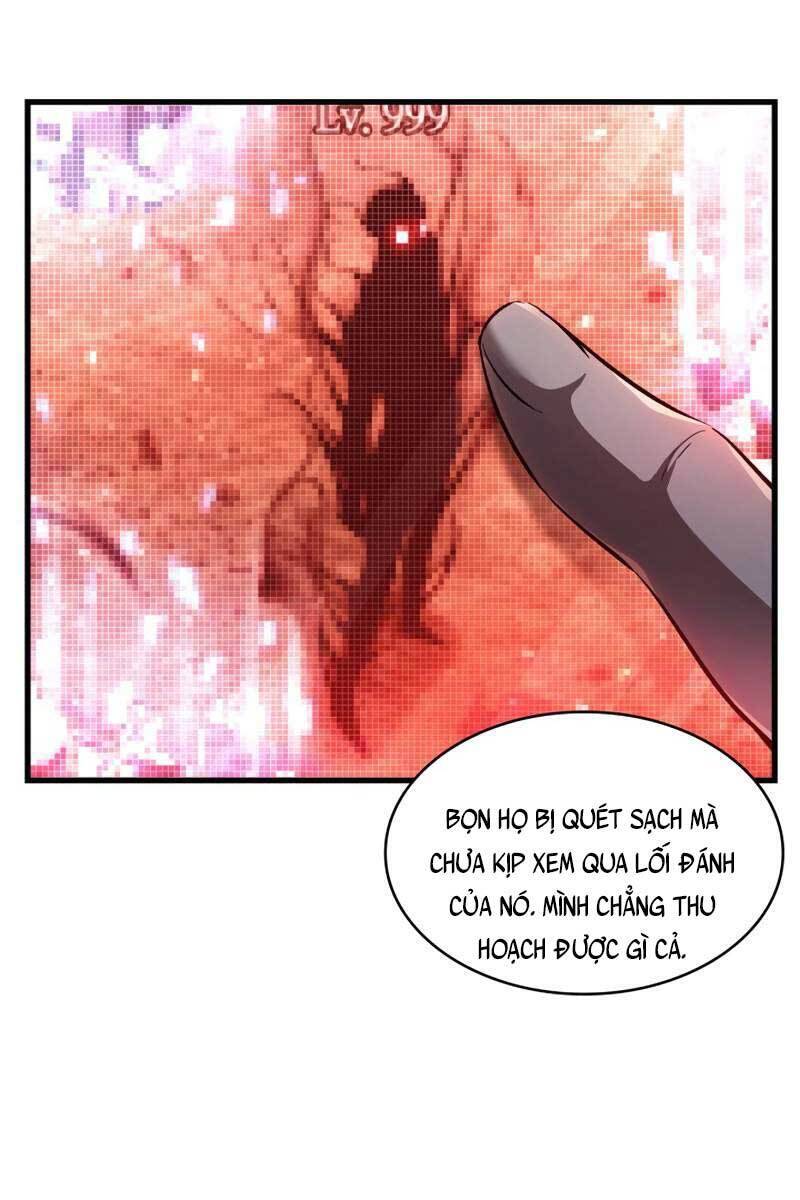 Lv. 999
BỌN HỌ BỊ QUÉT SẠCH MÀ
CHƯA KỊP XEM QUA LỐI ĐÁNH
CỦA NÓ. MÌNH CHẲNG THU
HOẠCH ĐƯỢC GÌ CẢ.